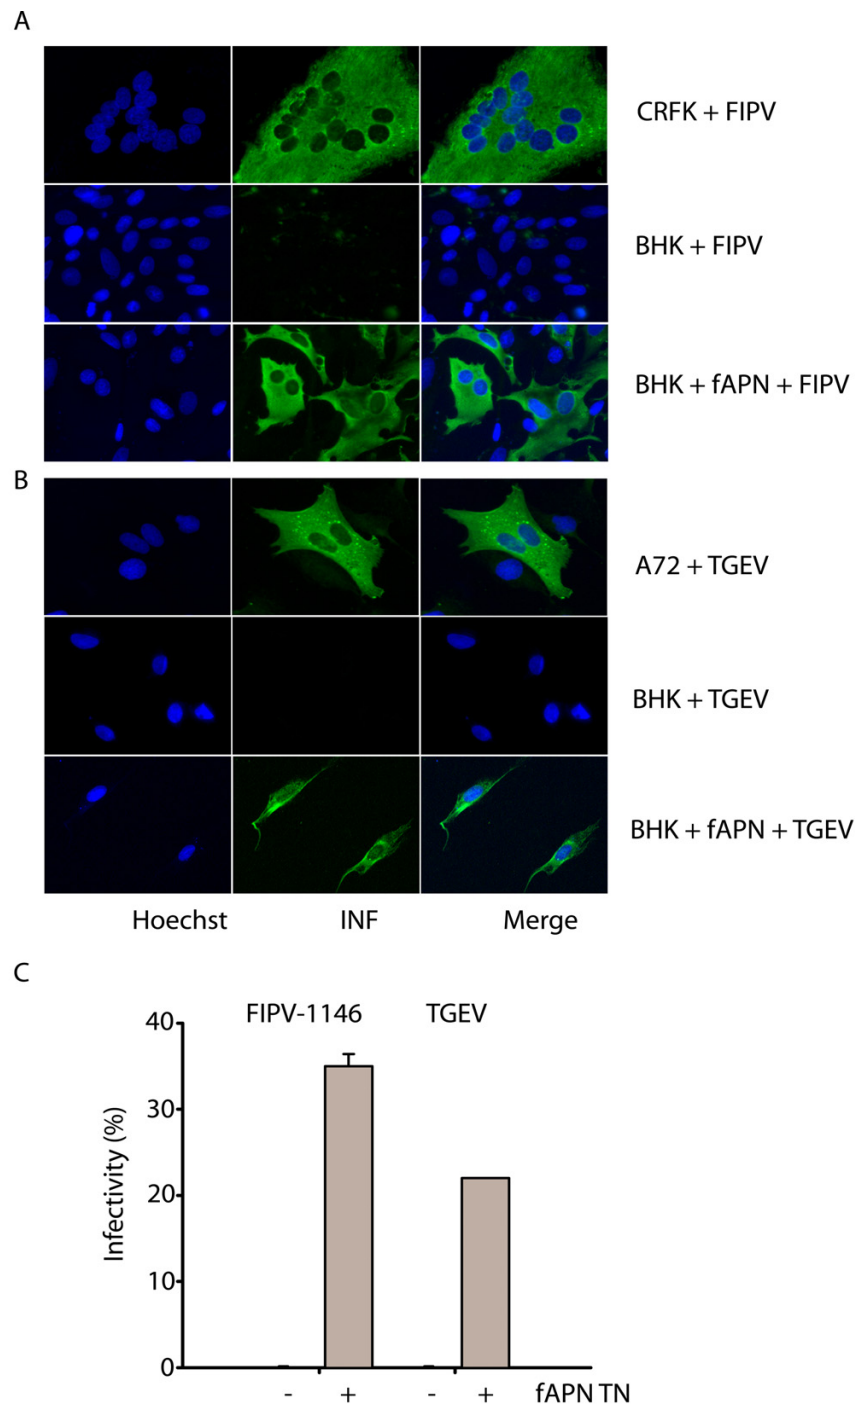 A
CRFK + FIPV
BHK + FIPV
BHK + fAPN + FIPV
B
A72 + TGEV
BHK + TGEV
BHK + fAPN + TGEV
Hoechst INF Merge
C
FIPV-1146 TGEV
40
30
20
10
0
Infectivity (%)
- + - + fAPN TN